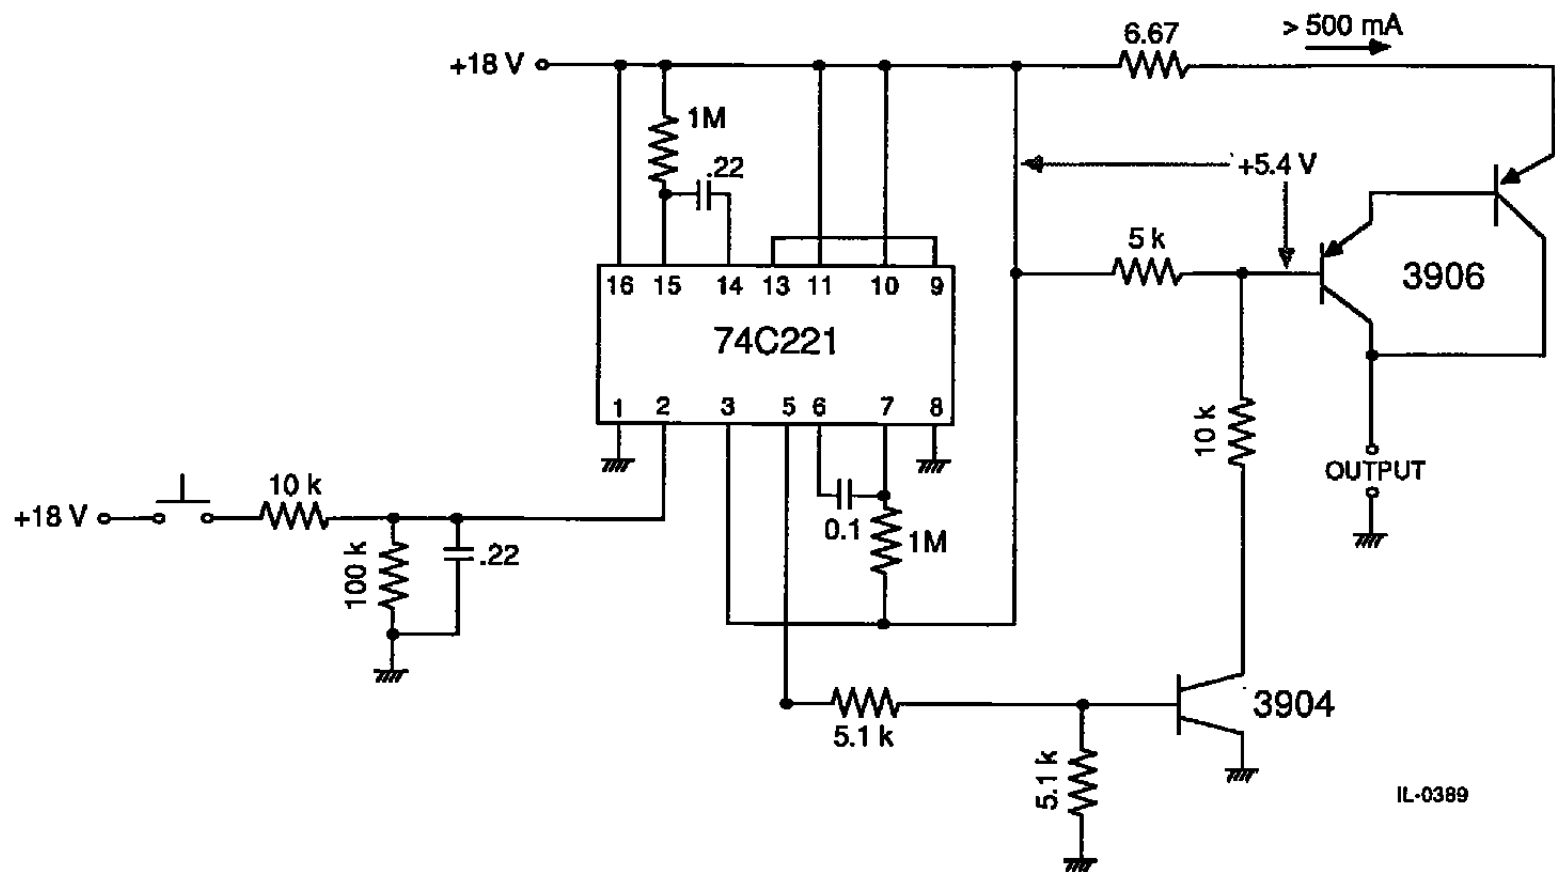 6.67
> 500 mA
+18 V
1M
.22
+5.4 V
5 k
3906
16 15 14 13 11 10 9
74C221
1 2 3 5 6 7 8
10 k
OUTPUT
10 k
+18 V
0.1
1M
100 k
.22
3904
5.1 k
5.1 k
IL-0389